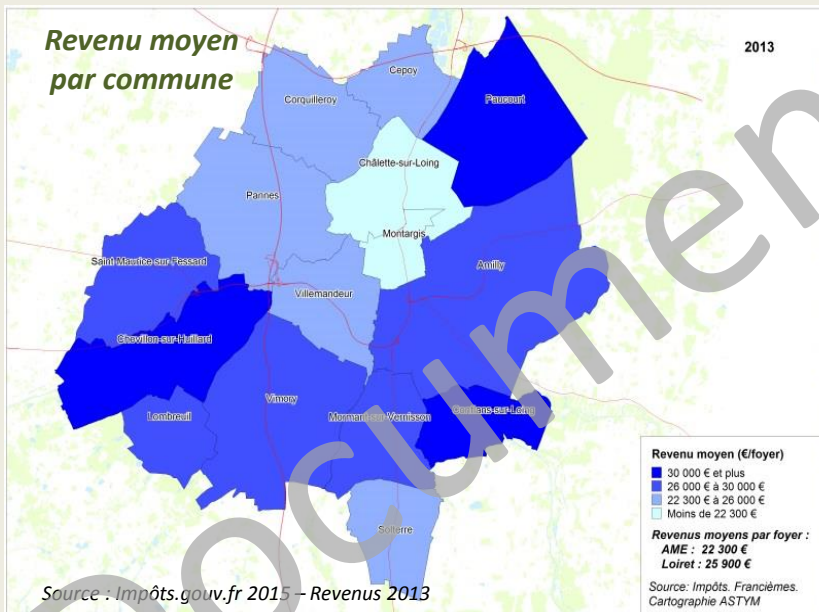 Revenu moyen
par commune
2013
Cepoy
Corquilleroy
Paucourt
Châlette-sur-Loing
Pannes
Montargis
Saint-Maurice-sur-Fessard
Amilly
Villemandeur
Chevillon-sur-Huillard
Vimory
Lombreuil
Mormant-sur-Vernisson
Conflans-sur-Loing
Solterre
Revenu moyen (€/foyer)
30 000 € et plus
26 000 € à 30 000 €
22 300 € à 26 000 €
Moins de 22 300 €
Revenus moyens par foyer :
AME : 22 300 €
Loiret : 25 900 €
Source: Impôts. Francièmes.
Cartographie ASTYM
Source : Impôts.gouv.fr 2015 – Revenus 2013
ocumen